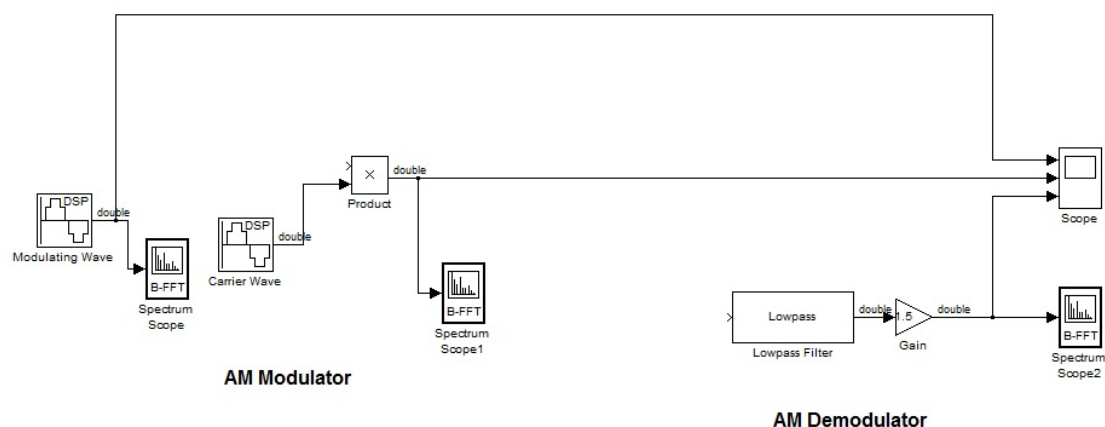 double
Product
double
Scope
DSP
double
Modulating Wave
DSP
double
Carrier Wave
B-FFT
Spectrum
Scope
B-FFT
Spectrum
Scope1
Lowpass
double
1.5
double
Lowpass Filter
Gain
B-FFT
Spectrum
Scope2
AM Modulator
AM Demodulator